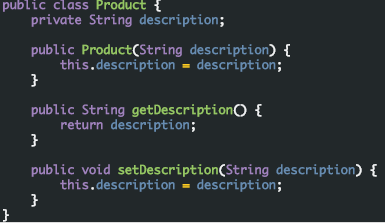 public class Product {
    private String description;

    public Product(String description) {
        this.description = description;
    }

    public String getDescription() {
        return description;
    }

    public void setDescription(String description) {
        this.description = description;
    }
}